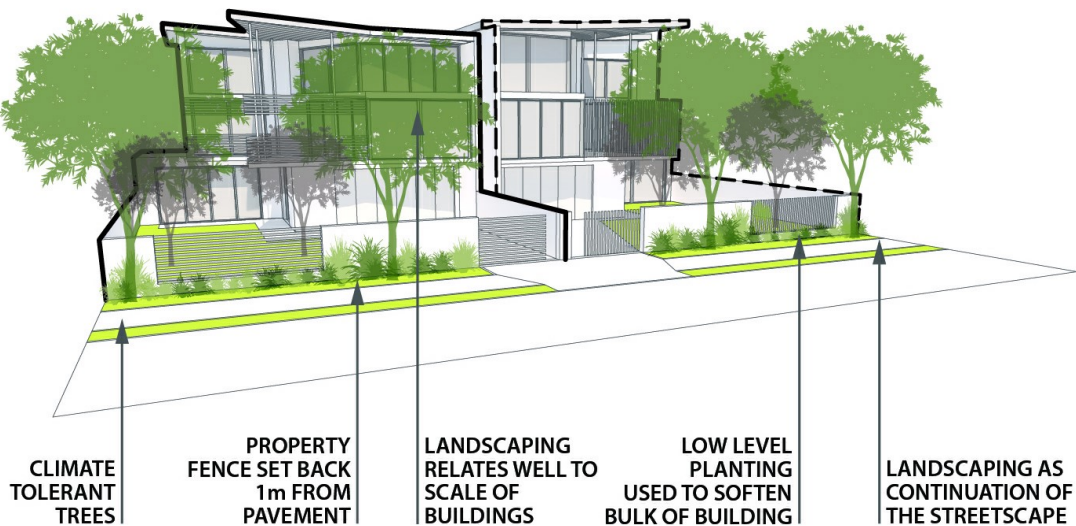 CLIMATE
TOLERANT
TREES
PROPERTY
FENCE SET BACK
1m FROM
PAVEMENT
LANDSCAPING
RELATES WELL TO
SCALE OF
BUILDINGS
LOW LEVEL
PLANTING
USED TO SOFTEN
BULK OF BUILDING
LANDSCAPING AS
CONTINUATION OF
THE STREETSCAPE